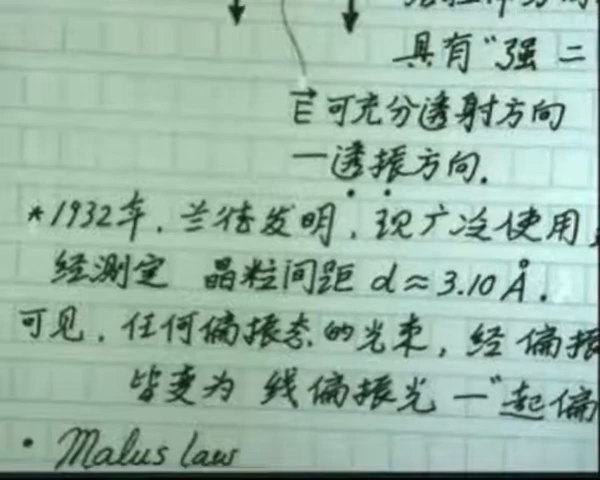 具有"强二
E⃗ 可充分透射方向
—透振方向.
*1932年.兰德发明.现广泛使用
经测定 晶粒间距 d≈3.10Å.
可见.任何偏振态的光束,经偏振
皆变为 线偏振光—"起偏
• Malus law